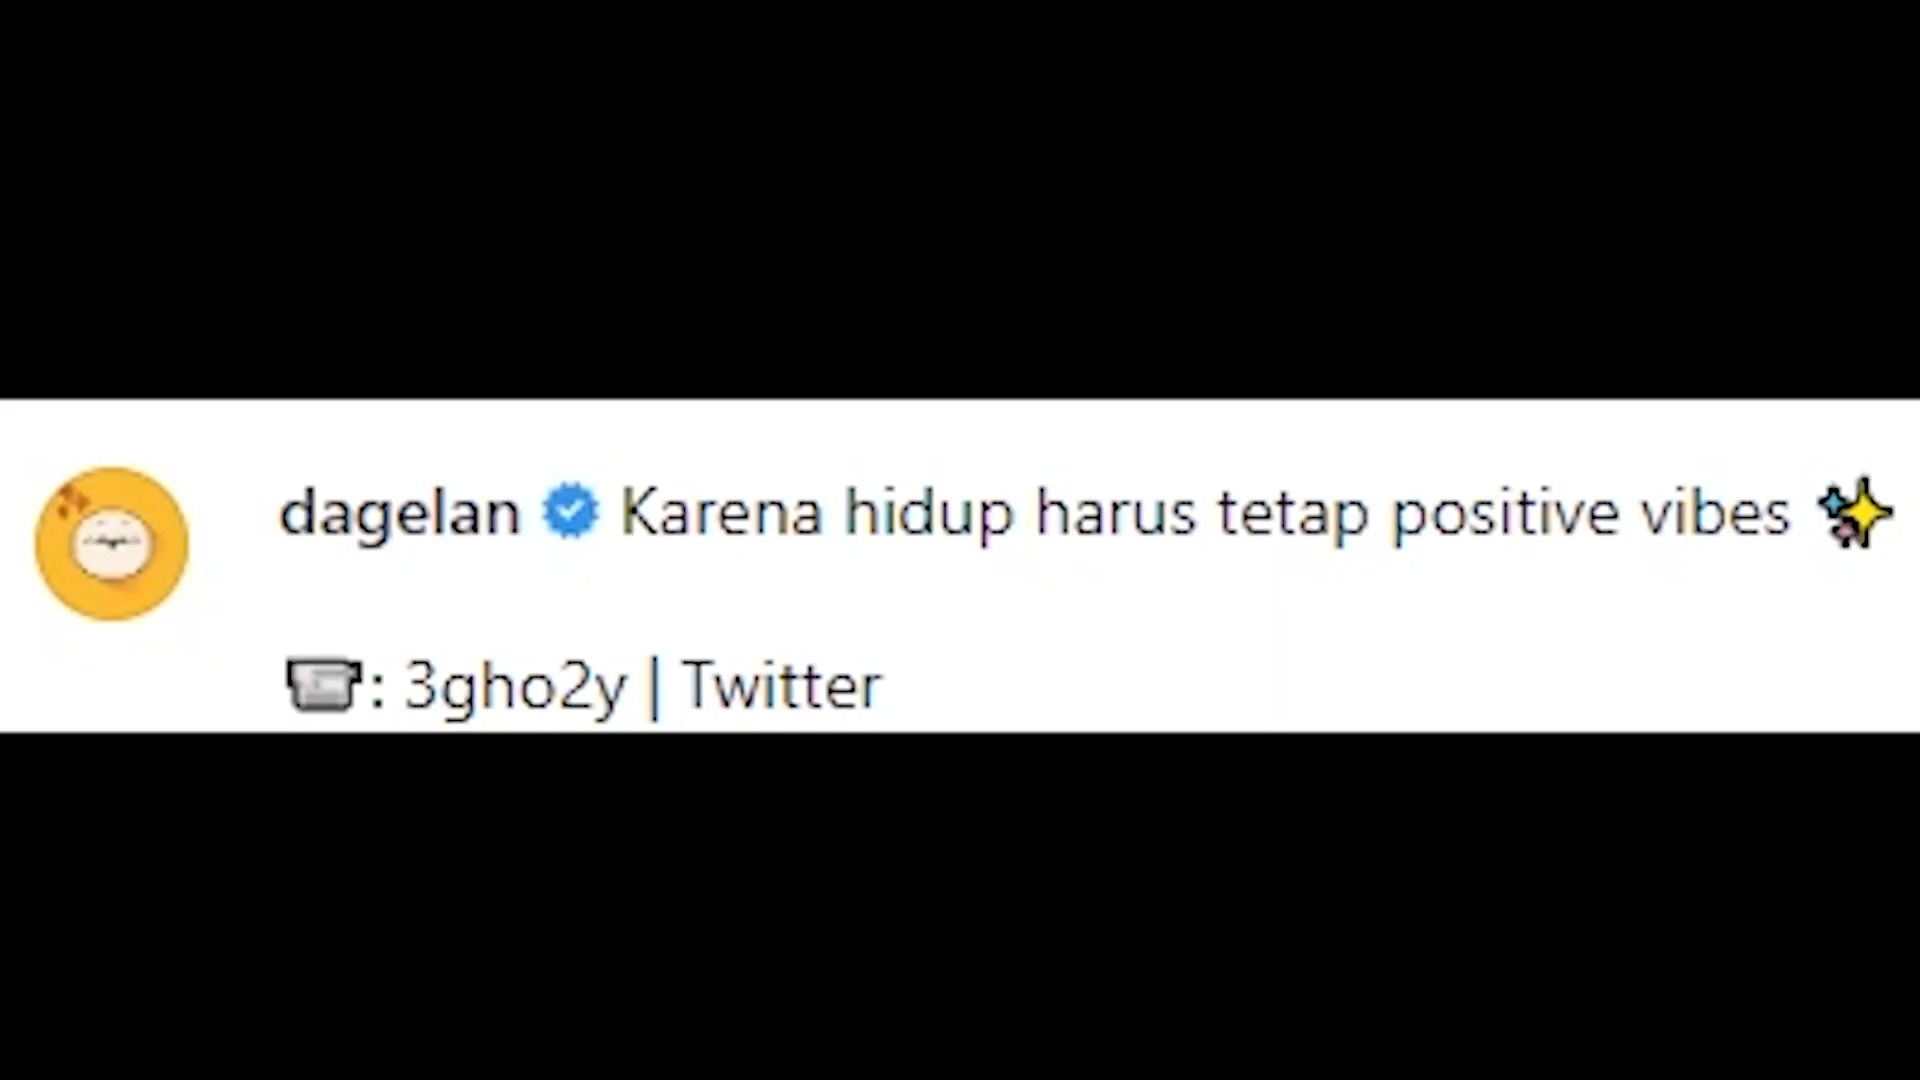 dagelan Karena hidup harus tetap positive vibes ✨
📹: 3gho2y | Twitter